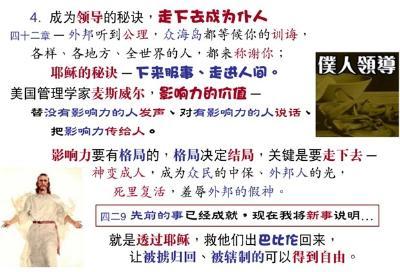 4. 成为领导的秘诀，走下去成为仆人
四十二章 — 外邦听到公理，众海岛都等候你的训诲，
各样、各地方、全世界的人，都来称谢你；
耶稣的秘诀 — 下来服事、走进人间。
美国管理学家麦斯威尔，影响力的价值 —
替没有影响力的人发声、对有影响力的人说话、
把影响力传给人。
僕人領導
影响力要有格局的，格局决定结局，关键是要走下去 —
神变成人，成为众民的中保、外邦人的光，
死里复活，羞辱外邦的假神。
四二9 先前的事已经成就。现在我将新事说明…
就是透过耶稣，救他们出巴比伦回来，
让被掳归回、被辖制的可以得到自由。